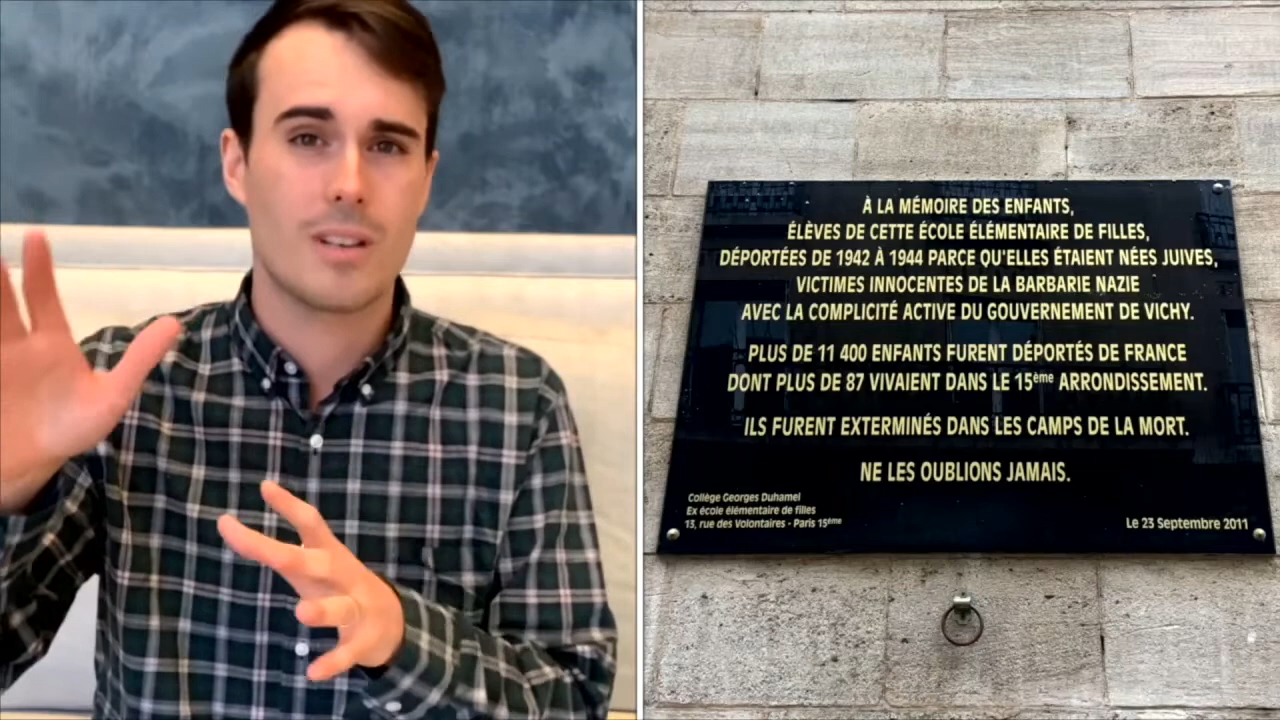 À LA MÉMOIRE DES ENFANTS,
ÉLÈVES DE CETTE ÉCOLE ÉLÉMENTAIRE DE FILLES,
DÉPORTÉES DE 1942 À 1944 PARCE QU'ELLES ÉTAIENT NÉES JUIVES,
VICTIMES INNOCENTES DE LA BARBARIE NAZIE
AVEC LA COMPLICITÉ ACTIVE DU GOUVERNEMENT DE VICHY.
PLUS DE 11 400 ENFANTS FURENT DÉPORTÉS DE FRANCE
DONT PLUS DE 87 VIVAIENT DANS LE 15ème ARRONDISSEMENT.
ILS FURENT EXTERMINÉS DANS LES CAMPS DE LA MORT.
NE LES OUBLIONS JAMAIS.
Collège Georges Duhamel
Ex école élémentaire de filles
13, rue des Volontaires - Paris 15ème
Le 23 Septembre 2011